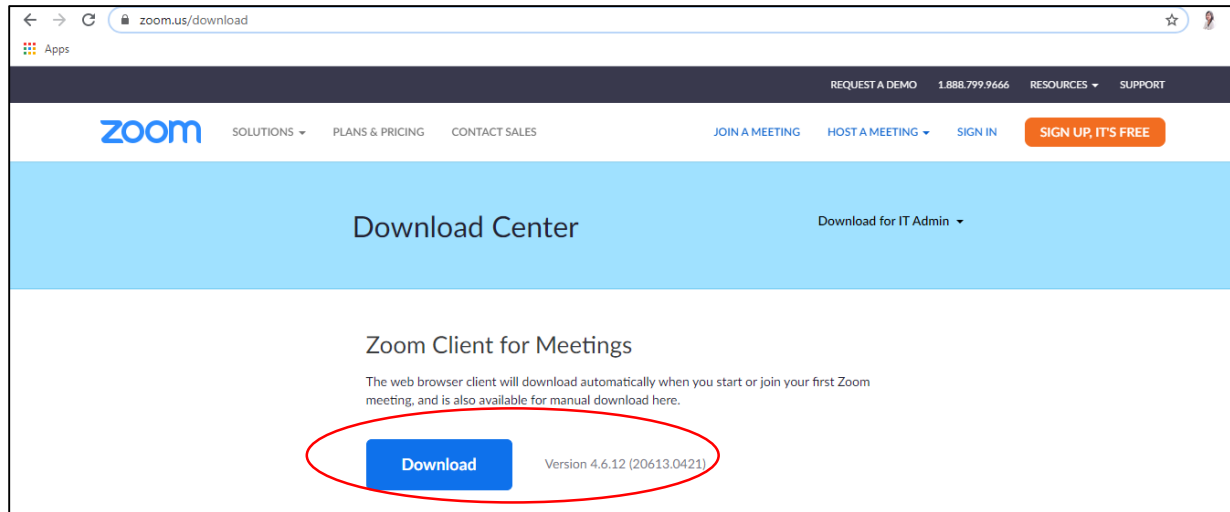 zoom.us/download
Apps
REQUEST A DEMO 1.888.799.9666 RESOURCES SUPPORT
zoom SOLUTIONS PLANS & PRICING CONTACT SALES JOIN A MEETING HOST A MEETING SIGN IN SIGN UP, IT'S FREE
Download Center Download for IT Admin
Zoom Client for Meetings
The web browser client will download automatically when you start or join your first Zoom
meeting, and is also available for manual download here.
Download Version 4.6.12 (20613.0421)